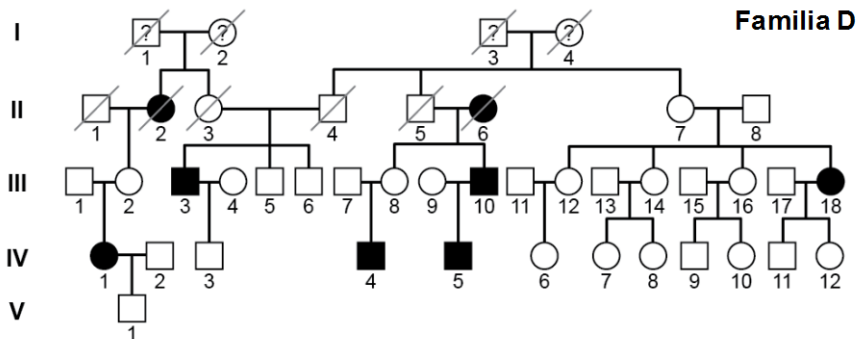 Familia D
I
? ? ? ?
1 2 3 4
II
1 2 3 4 5 6 7 8
III
1 2 3 4 5 6 7 8 9 10 11 12 13 14 15 16 17 18
IV
1 2 3 4 5 6 7 8 9 10 11 12
V
1